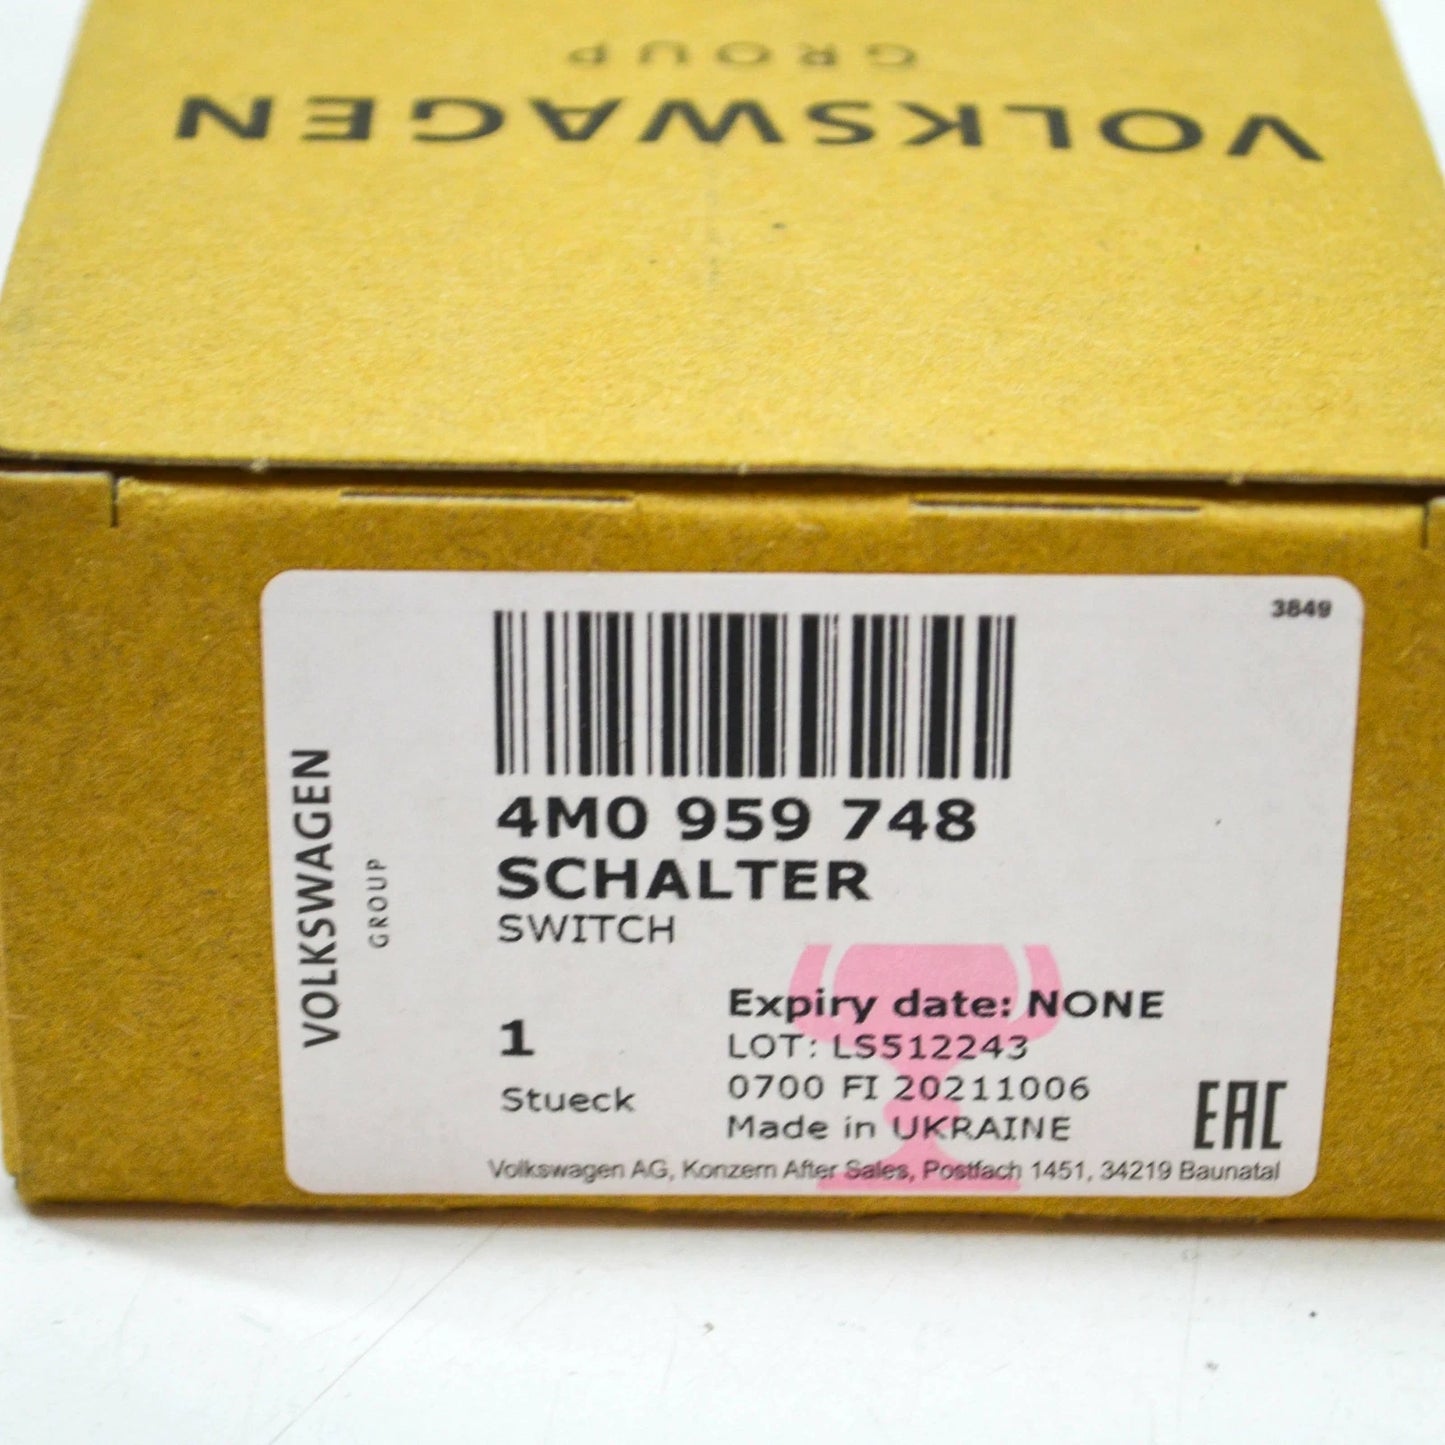 GROUP
VOLKSWAGEN
3849
VOLKSWAGEN
GROUP
4M0 959 748
SCHALTER
SWITCH
1
Stueck
Expiry date: NONE
LOT: LS512243
0700 FI 20211006
Made in UKRAINE
EAC
Volkswagen AG, Konzern After Sales, Postfach 1451, 34219 Baunatal